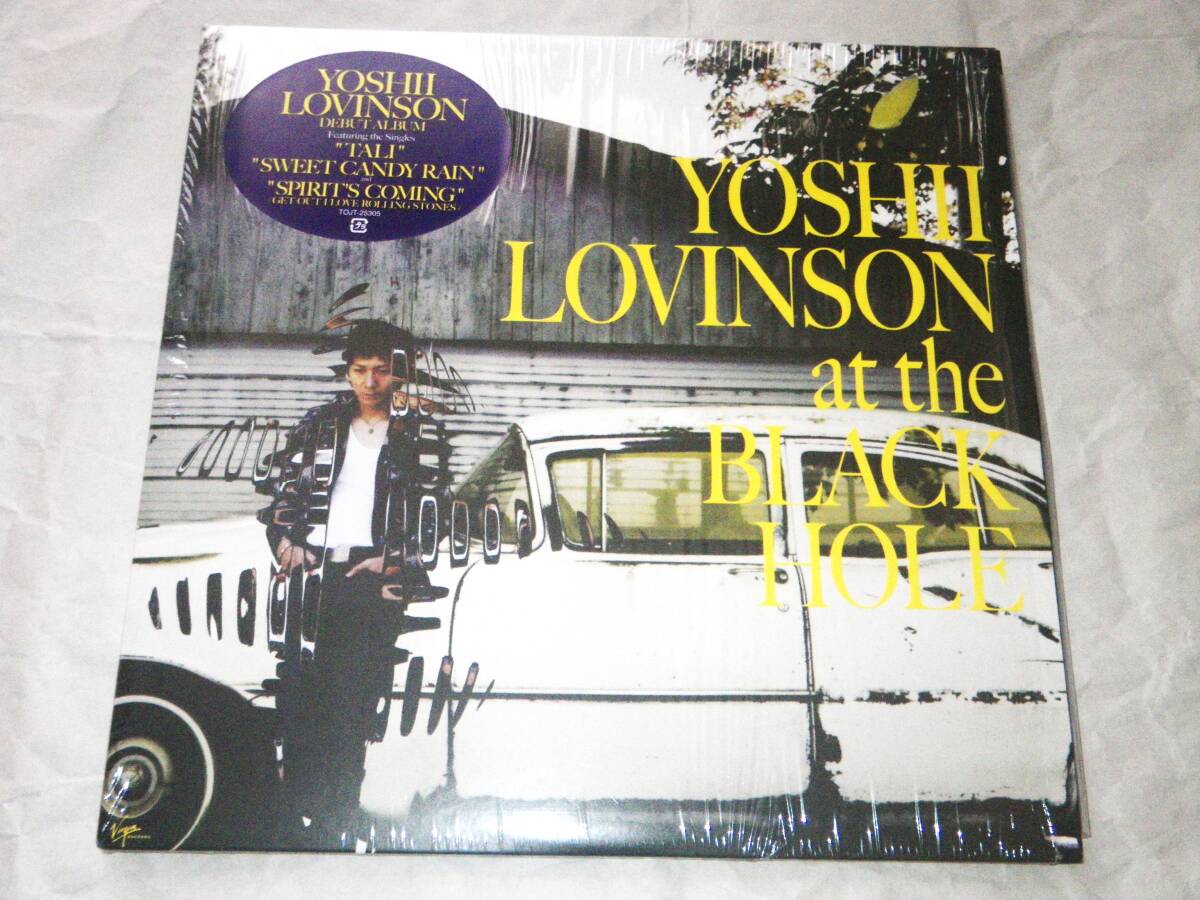 YOSHII
LOVINSON
DEBUT ALBUM
Featuring the Singles
"TALI"
"SWEET CANDY RAIN"
and
"SPIRIT'S COMING"
(GET OUT I LOVE ROLLING STONES)
TOJT-25305
YOSHII
LOVINSON
at the
BLACK
HOLE
Virgin
RECORDS